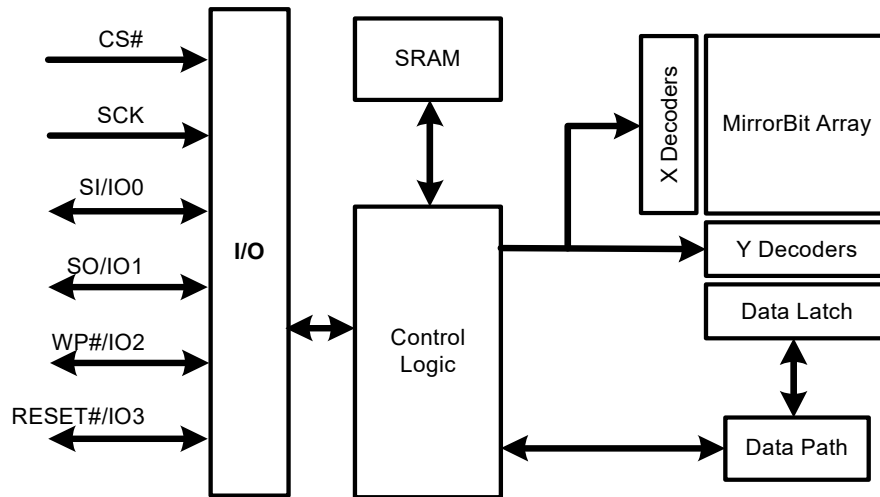 CS#
SCK
SI/IO0
SO/IO1
WP#/IO2
RESET#/IO3
I/O
SRAM
Control
Logic
X Decoders
MirrorBit Array
Y Decoders
Data Latch
Data Path